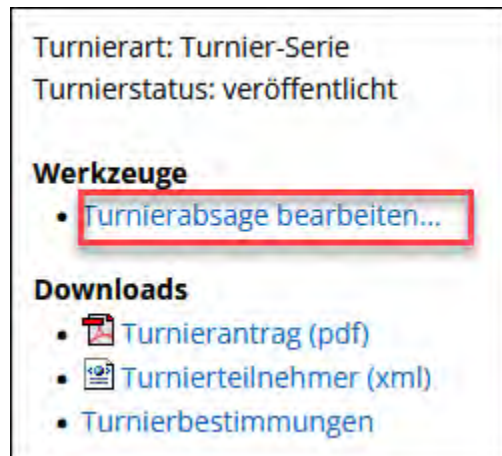 Turnierart: Turnier-Serie
Turnierstatus: veröffentlicht
Werkzeuge
• Turnierabsage bearbeiten...
Downloads
• Turnierantrag (pdf)
• Turnierteilnehmer (xml)
• Turnierbestimmungen